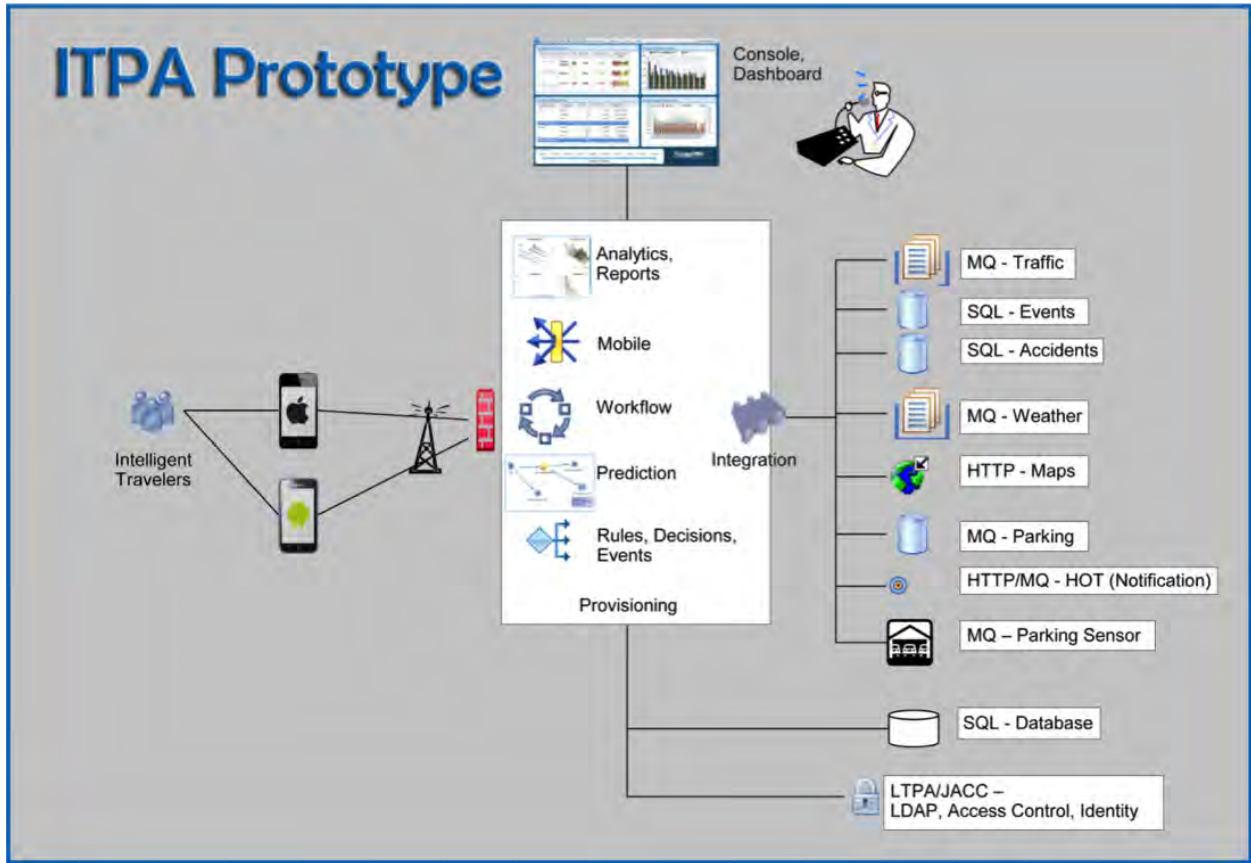 ITPA Prototype
Console,
Dashboard
Analytics,
Reports
Mobile
Workflow
Prediction
Rules, Decisions,
Events
Provisioning
Intelligent
Travelers
Integration
MQ - Traffic
SQL - Events
SQL - Accidents
MQ - Weather
HTTP - Maps
MQ - Parking
HTTP/MQ - HOT (Notification)
MQ – Parking Sensor
SQL - Database
LTPA/JACC –
LDAP, Access Control, Identity